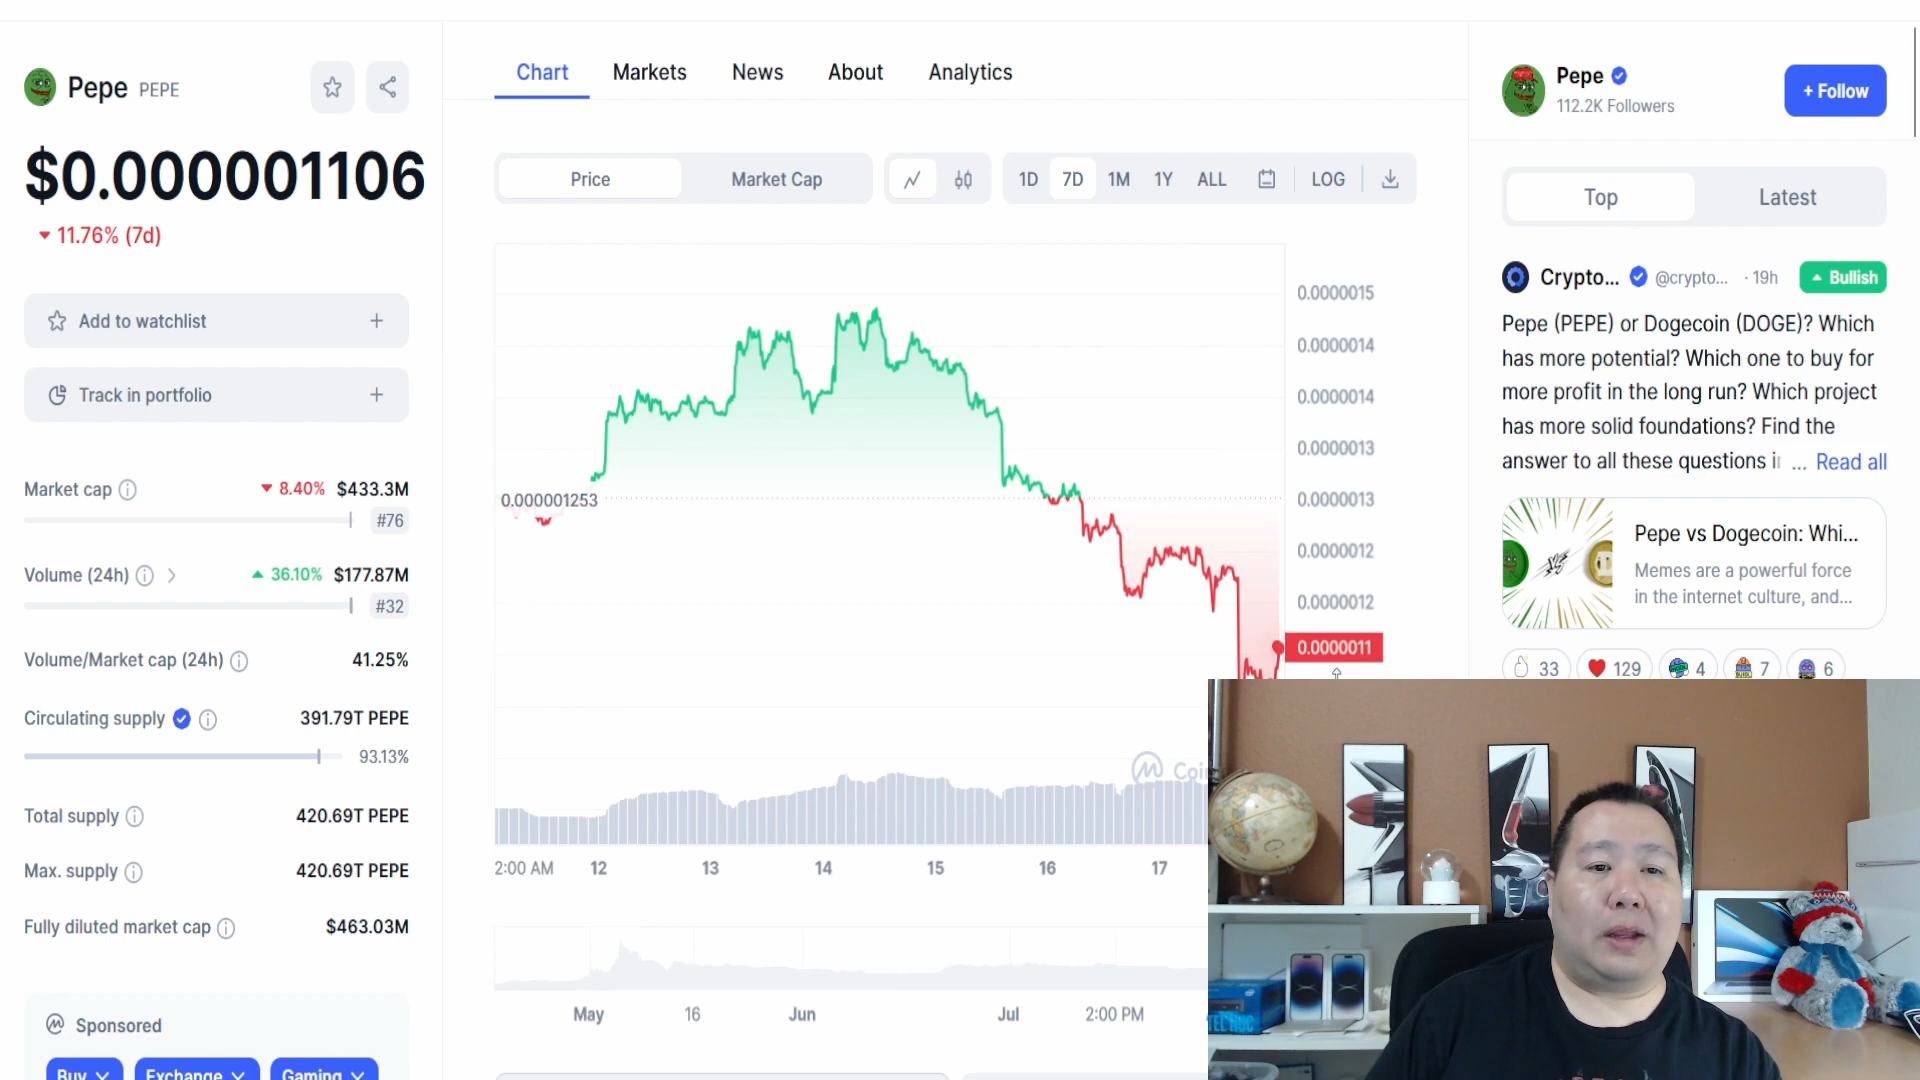 Pepe PEPE
$0.000001106
11.76% (7d)
Add to watchlist +
Track in portfolio +
Market cap 8.40% $433.3M
#76
Volume (24h) 36.10% $177.87M
#32
Volume/Market cap (24h) 41.25%
Circulating supply 391.79T PEPE
93.13%
Total supply 420.69T PEPE
Max. supply 420.69T PEPE
Fully diluted market cap $463.03M
Sponsored
Buy Exchange Gaming
Chart Markets News About Analytics
Price Market Cap 1D 7D 1M 1Y ALL LOG
0.0000015
0.0000014
0.0000014
0.0000013
0.000001253
0.0000013
0.0000012
0.0000012
0.0000011
2:00 AM 12 13 14 15 16 17
May 16 Jun Jul 2:00 PM
Pepe
112.2K Followers
+ Follow
Top Latest
Crypto... @crypto... · 19h Bullish
Pepe (PEPE) or Dogecoin (DOGE)? Which
has more potential? Which one to buy for
more profit in the long run? Which project
has more solid foundations? Find the
answer to all these questions ... Read all
VS
Pepe vs Dogecoin: Whi...
Memes are a powerful force
in the internet culture, and...
33 129 4 7 6